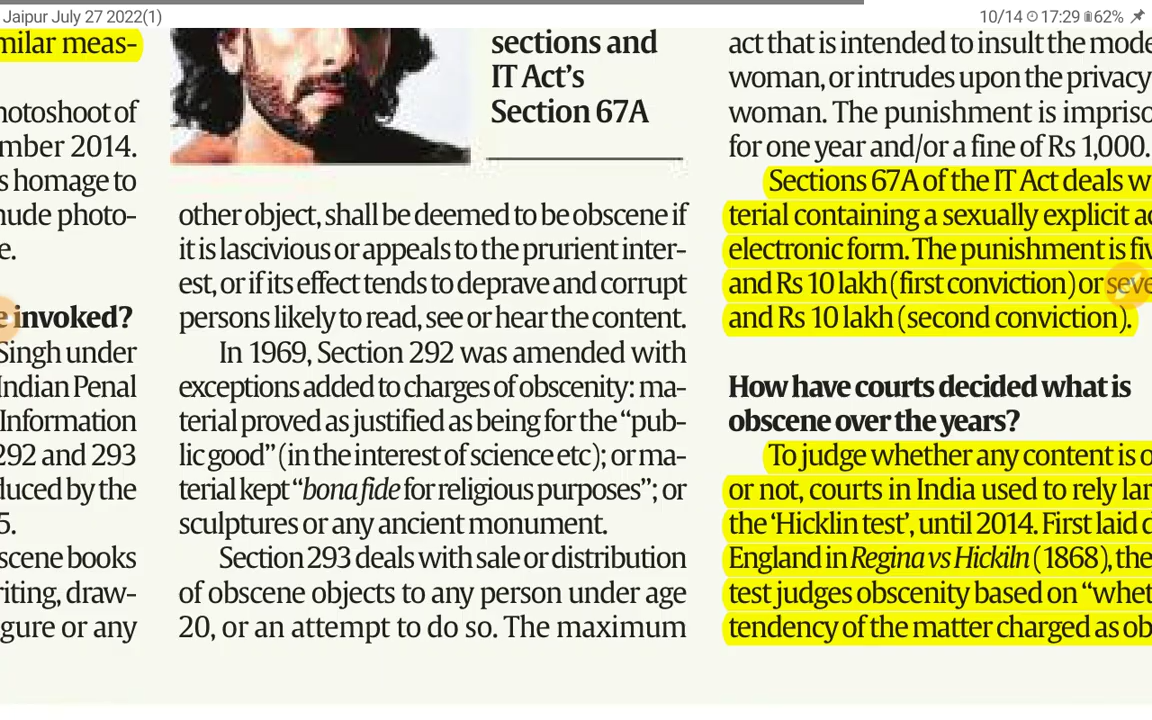 Jaipur July 27 2022(1)
10/14 17:29 62%
milar meas-
hotoshoot of
mber 2014.
s homage to
nude photo-
e.
e invoked?
Singh under
Indian Penal
Information
292 and 293
duced by the
5.
scene books
riting, draw-
gure or any
sections and
IT Act's
Section 67A
other object, shall be deemed to be obscene if
it is lascivious or appeals to the prurient inter-
est, or if its effect tends to deprave and corrupt
persons likely to read, see or hear the content.
In 1969, Section 292 was amended with
exceptions added to charges of obscenity: ma-
terial proved as justified as being for the “pub-
lic good” (in the interest of science etc); or ma-
terial kept “bona fide for religious purposes”; or
sculptures or any ancient monument.
Section 293 deals with sale or distribution
of obscene objects to any person under age
20, or an attempt to do so. The maximum
act that is intended to insult the mode
woman, or intrudes upon the privacy
woman. The punishment is impriso
for one year and/or a fine of Rs 1,000.
Sections 67A of the IT Act deals w
terial containing a sexually explicit ac
electronic form. The punishment is fiv
and Rs 10 lakh (first conviction) or seve
and Rs 10 lakh (second conviction).
How have courts decided what is
obscene over the years?
To judge whether any content is o
or not, courts in India used to rely lar
the ‘Hicklin test’, until 2014. First laid d
England in Regina vs Hickiln (1868), the
test judges obscenity based on “whet
tendency of the matter charged as ob